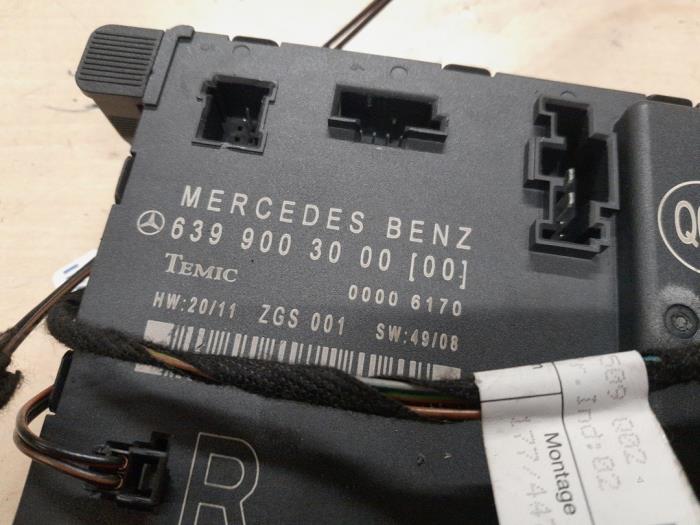 MERCEDES BENZ
639 900 30 00 [00]
TEMIC
0000 6170
HW:20/11 ZGS 001 SW:49/08
R
Montage